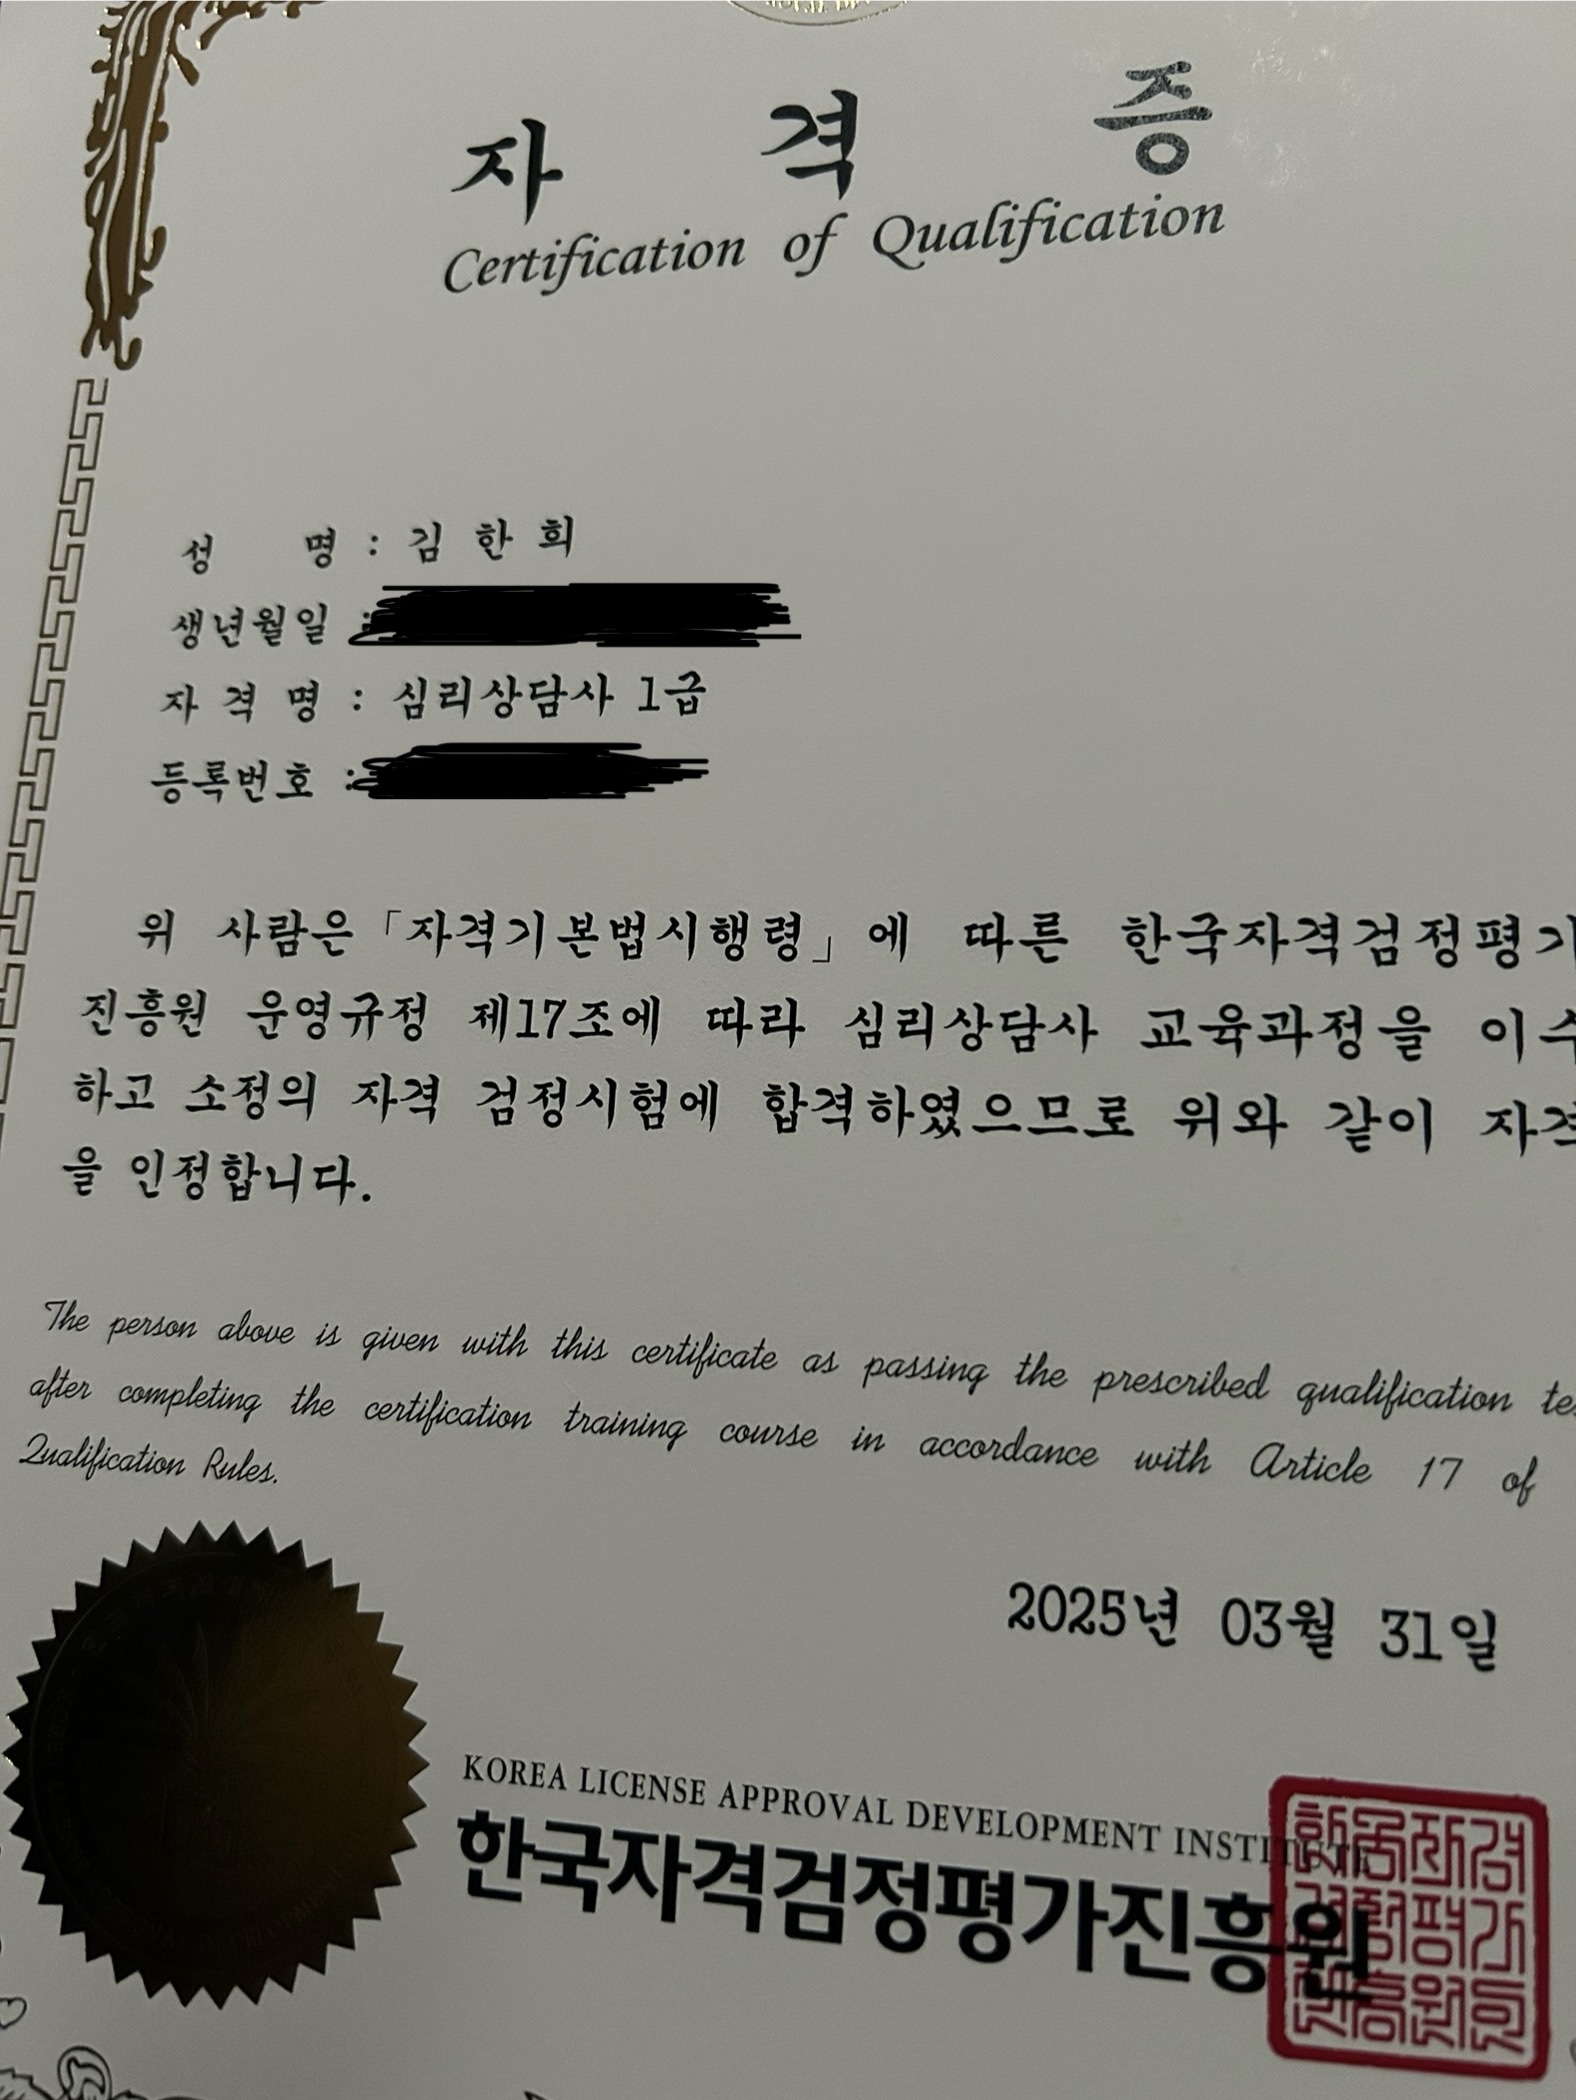 자 격 증
Certification of Qualification
성 명 : 김 한 희
생년월일 :
자 격 명 : 심리상담사 1급
등록번호 :
위 사람은 「자격기본법시행령」에 따른 한국자격검정평가
진흥원 운영규정 제17조에 따라 심리상담사 교육과정을 이수
하고 소정의 자격 검정시험에 합격하였으므로 위와 같이 자격
을 인정합니다.
The person above is given with this certificate as passing the prescribed qualification
after completing the certification training course in accordance with Article 17 of
Qualification Rules.
2025년 03월 31일
KOREA LICENSE APPROVAL DEVELOPMENT INSTITUTE
한국자격검정평가진흥원